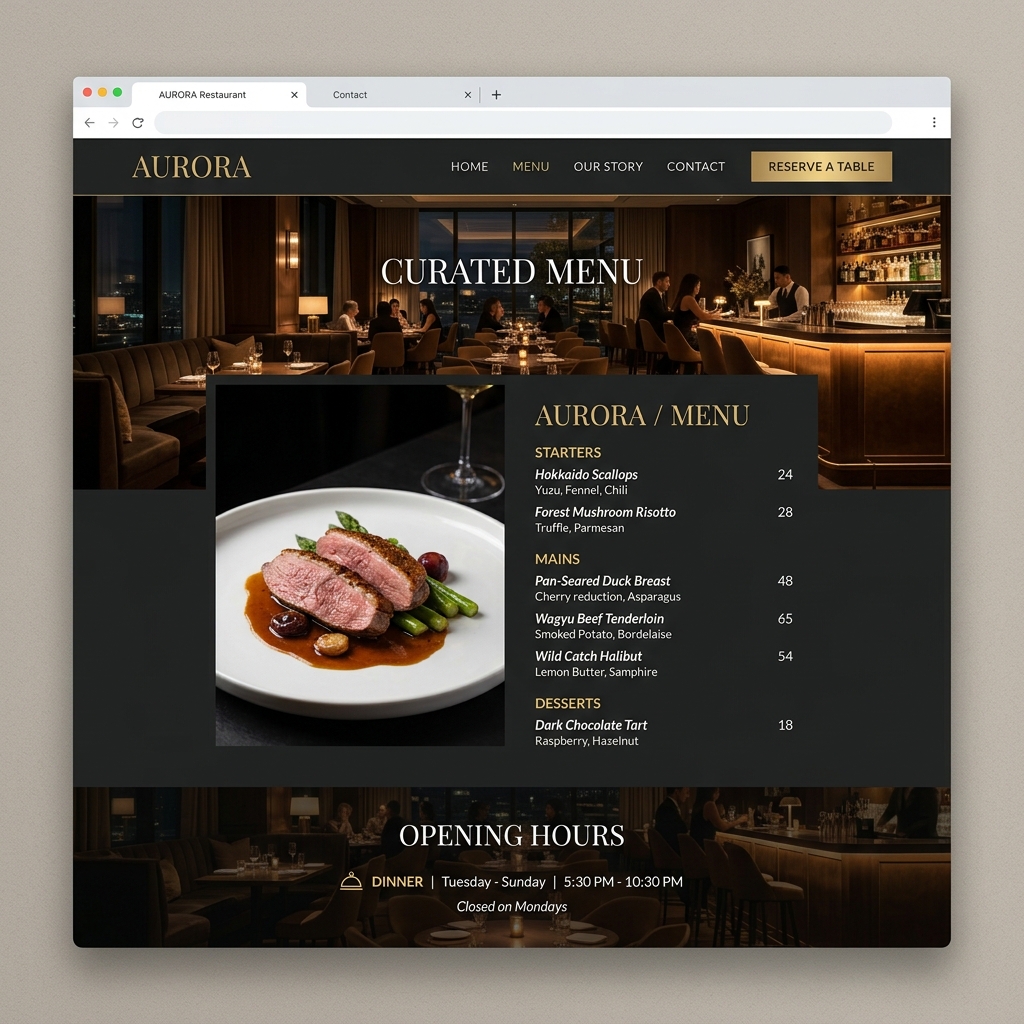 AURORA Restaurant
Contact
AURORA
HOME MENU OUR STORY CONTACT RESERVE A TABLE
CURATED MENU
AURORA / MENU
STARTERS
Hokkaido Scallops 24
Yuzu, Fennel, Chili
Forest Mushroom Risotto 28
Truffle, Parmesan
MAINS
Pan-Seared Duck Breast 48
Cherry reduction, Asparagus
Wagyu Beef Tenderloin 65
Smoked Potato, Bordelaise
Wild Catch Halibut 54
Lemon Butter, Samphire
DESSERTS
Dark Chocolate Tart 18
Raspberry, Hazelnut
OPENING HOURS
DINNER | Tuesday - Sunday | 5:30 PM - 10:30 PM
Closed on Mondays